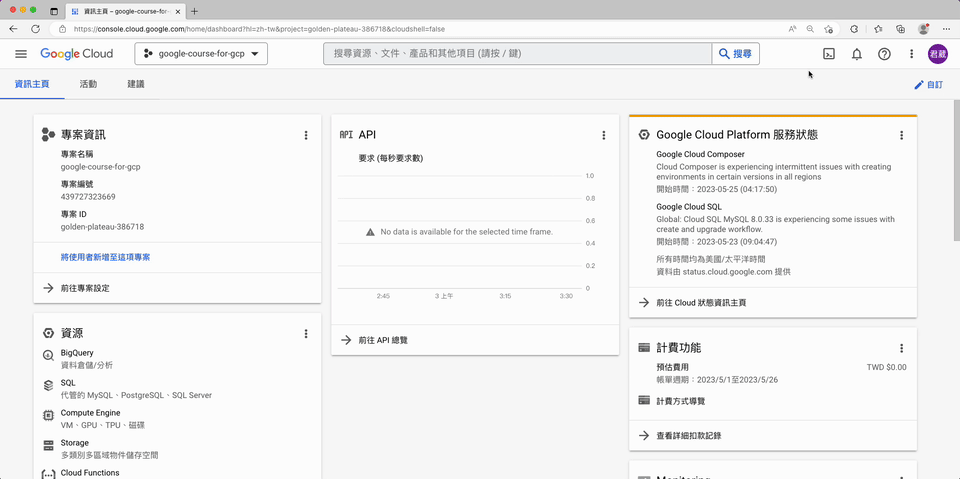 資訊主頁 – google-course-for-gc
https://console.cloud.google.com/home/dashboard?hl=zh-tw&project=golden-plateau-386718&cloudshell=false
Google Cloud
google-course-for-gcp
搜尋資源、文件、產品和其他項目 (請按 / 鍵)
搜尋
君葳
資訊主頁
活動
建議
自訂
專案資訊
專案名稱
google-course-for-gcp
專案編號
439727323669
專案 ID
golden-plateau-386718
將使用者新增至這項專案
前往專案設定
資源
BigQuery
資料倉儲/分析
SQL
代管的 MySQL、PostgreSQL、SQL Server
Compute Engine
VM、GPU、TPU、磁碟
Storage
多類別多區域物件儲存空間
Cloud Functions
API API
要求 (每秒要求數)
1.0
0.8
0.6
No data is available for the selected time frame.
0.4
0.2
0
2:45
3 上午
3:15
3:30
前往 API 總覽
Google Cloud Platform 服務狀態
Google Cloud Composer
Cloud Composer is experiencing intermittent issues with creating
environments in certain versions in all regions
開始時間：2023-05-25 (04:17:50)
Google Cloud SQL
Global: Cloud SQL MySQL 8.0.33 is experiencing some issues with
create and upgrade workflow.
開始時間：2023-05-23 (09:04:47)
所有時間均為美國/太平洋時間
資料由 status.cloud.google.com 提供
前往 Cloud 狀態資訊主頁
計費功能
預估費用
TWD $0.00
帳單週期：2023/5/1至2023/5/26
計費方式導覽
查看詳細扣款記錄
Monitoring